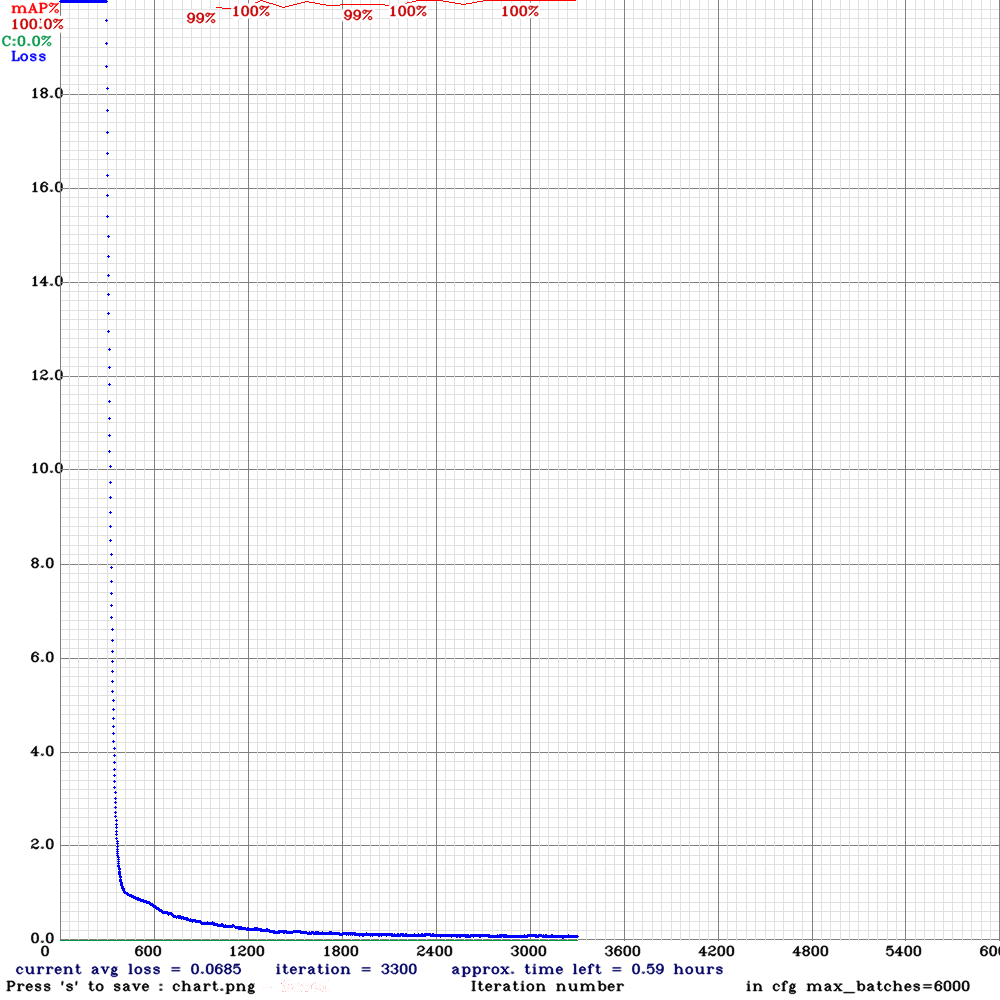 mAP%
100.0%
C:0.0%
Loss
99% 100% 99% 100% 100%
18.0
16.0
14.0
12.0
10.0
8.0
6.0
4.0
2.0
0.0
0 600 1200 1800 2400 3000 3600 4200 4800 5400 600
current avg loss = 0.0685 iteration = 3300 approx. time left = 0.59 hours
Press 's' to save : chart.png Iteration number in cfg max_batches=6000